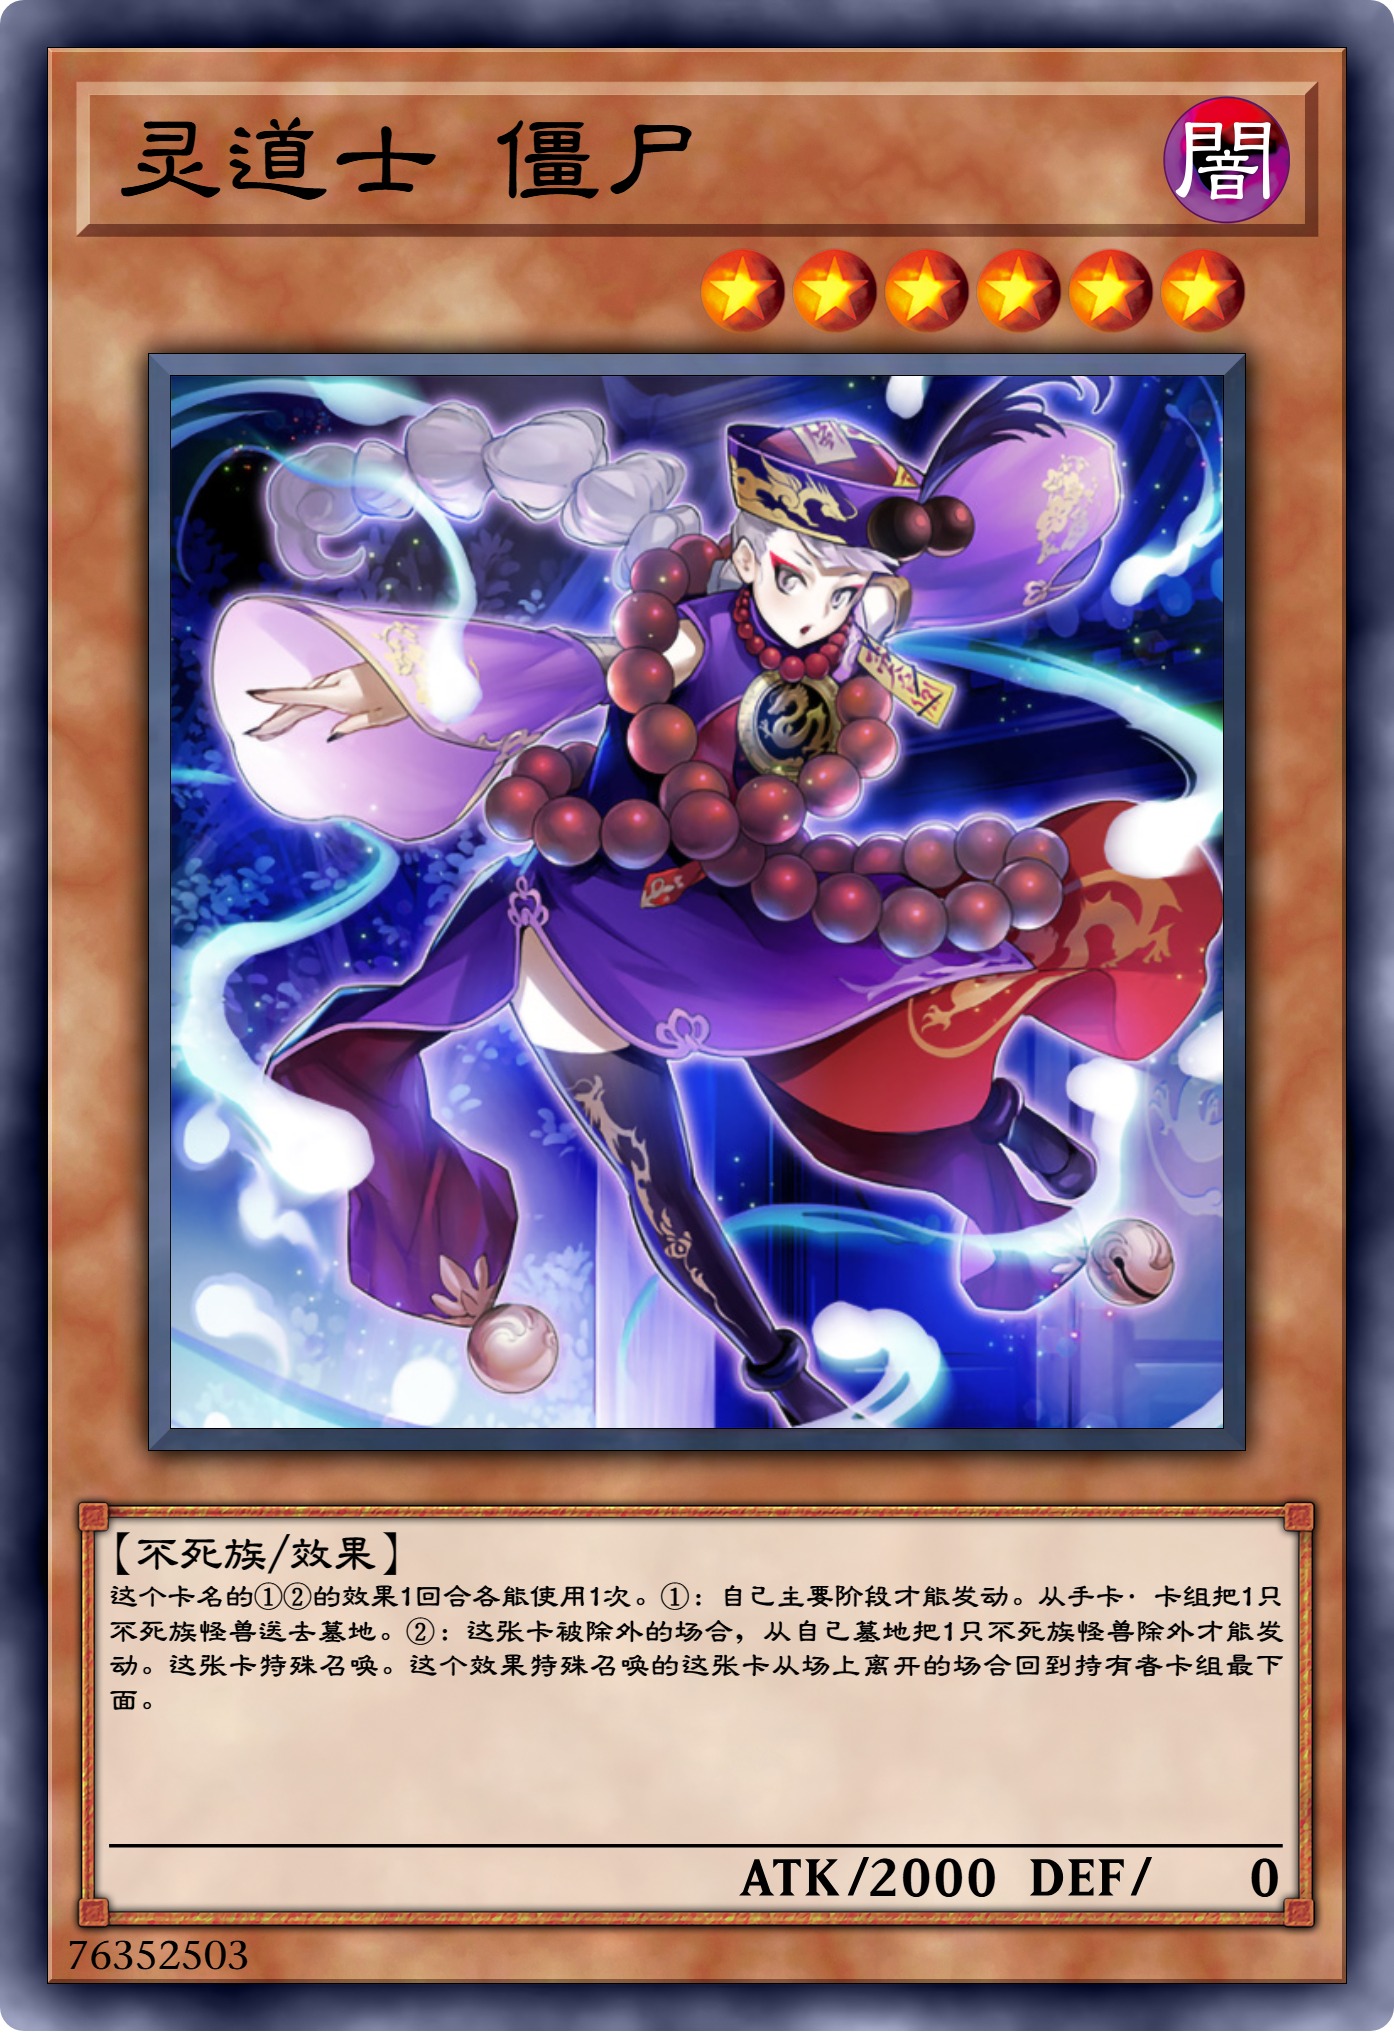 灵道士 僵尸
闇
【不死族/效果】
这个卡名的①②的效果1回合各能使用1次。①：自己主要阶段才能发动。从手卡·卡组把1只
不死族怪兽送去墓地。②：这张卡被除外的场合，从自己墓地把1只不死族怪兽除外才能发
动。这张卡特殊召唤。这个效果特殊召唤的这张卡从场上离开的场合回到持有者卡组最下
面。
ATK/2000 DEF/ 0
76352503